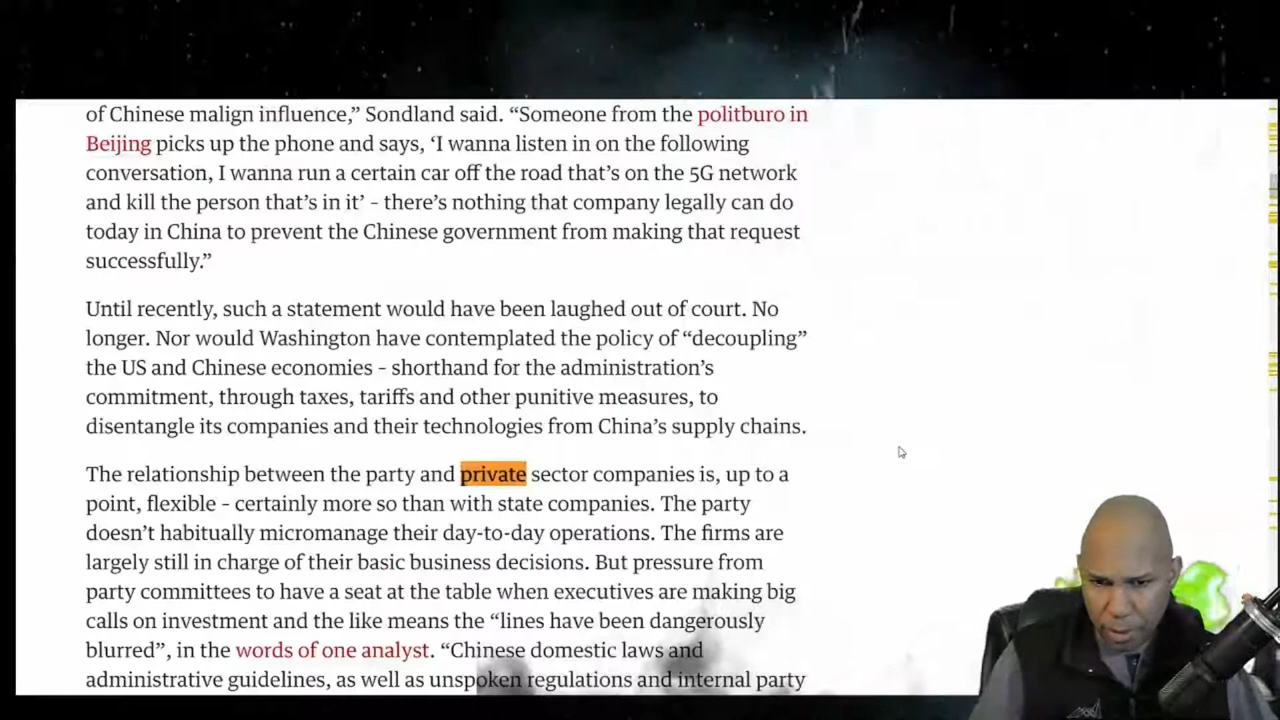 of Chinese malign influence,” Sondland said. “Someone from the politburo in
Beijing picks up the phone and says, ‘I wanna listen in on the following
conversation, I wanna run a certain car off the road that’s on the 5G network
and kill the person that’s in it’ – there’s nothing that company legally can do
today in China to prevent the Chinese government from making that request
successfully.”
Until recently, such a statement would have been laughed out of court. No
longer. Nor would Washington have contemplated the policy of “decoupling”
the US and Chinese economies – shorthand for the administration’s
commitment, through taxes, tariffs and other punitive measures, to
disentangle its companies and their technologies from China’s supply chains.
The relationship between the party and private sector companies is, up to a
point, flexible – certainly more so than with state companies. The party
doesn’t habitually micromanage their day-to-day operations. The firms are
largely still in charge of their basic business decisions. But pressure from
party committees to have a seat at the table when executives are making big
calls on investment and the like means the “lines have been dangerously
blurred”, in the words of one analyst. “Chinese domestic laws and
administrative guidelines, as well as unspoken regulations and internal party